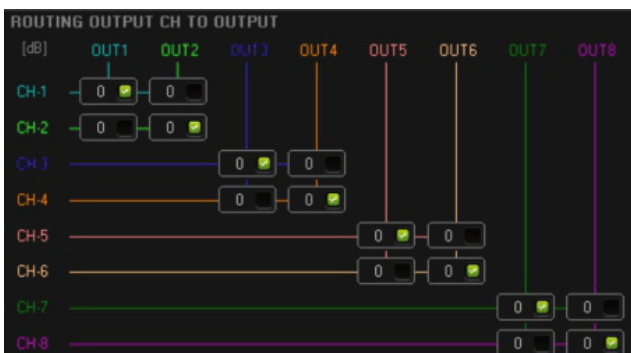 ROUTING OUTPUT CH TO OUTPUT
[dB] OUT1 OUT2 OUT3 OUT4 OUT5 OUT6 OUT7 OUT8
CH-1 0 0
CH-2 0 0
CH-3 0 0
CH-4 0 0
CH-5 0 0
CH-6 0 0
CH-7 0 0
CH-8 0 0